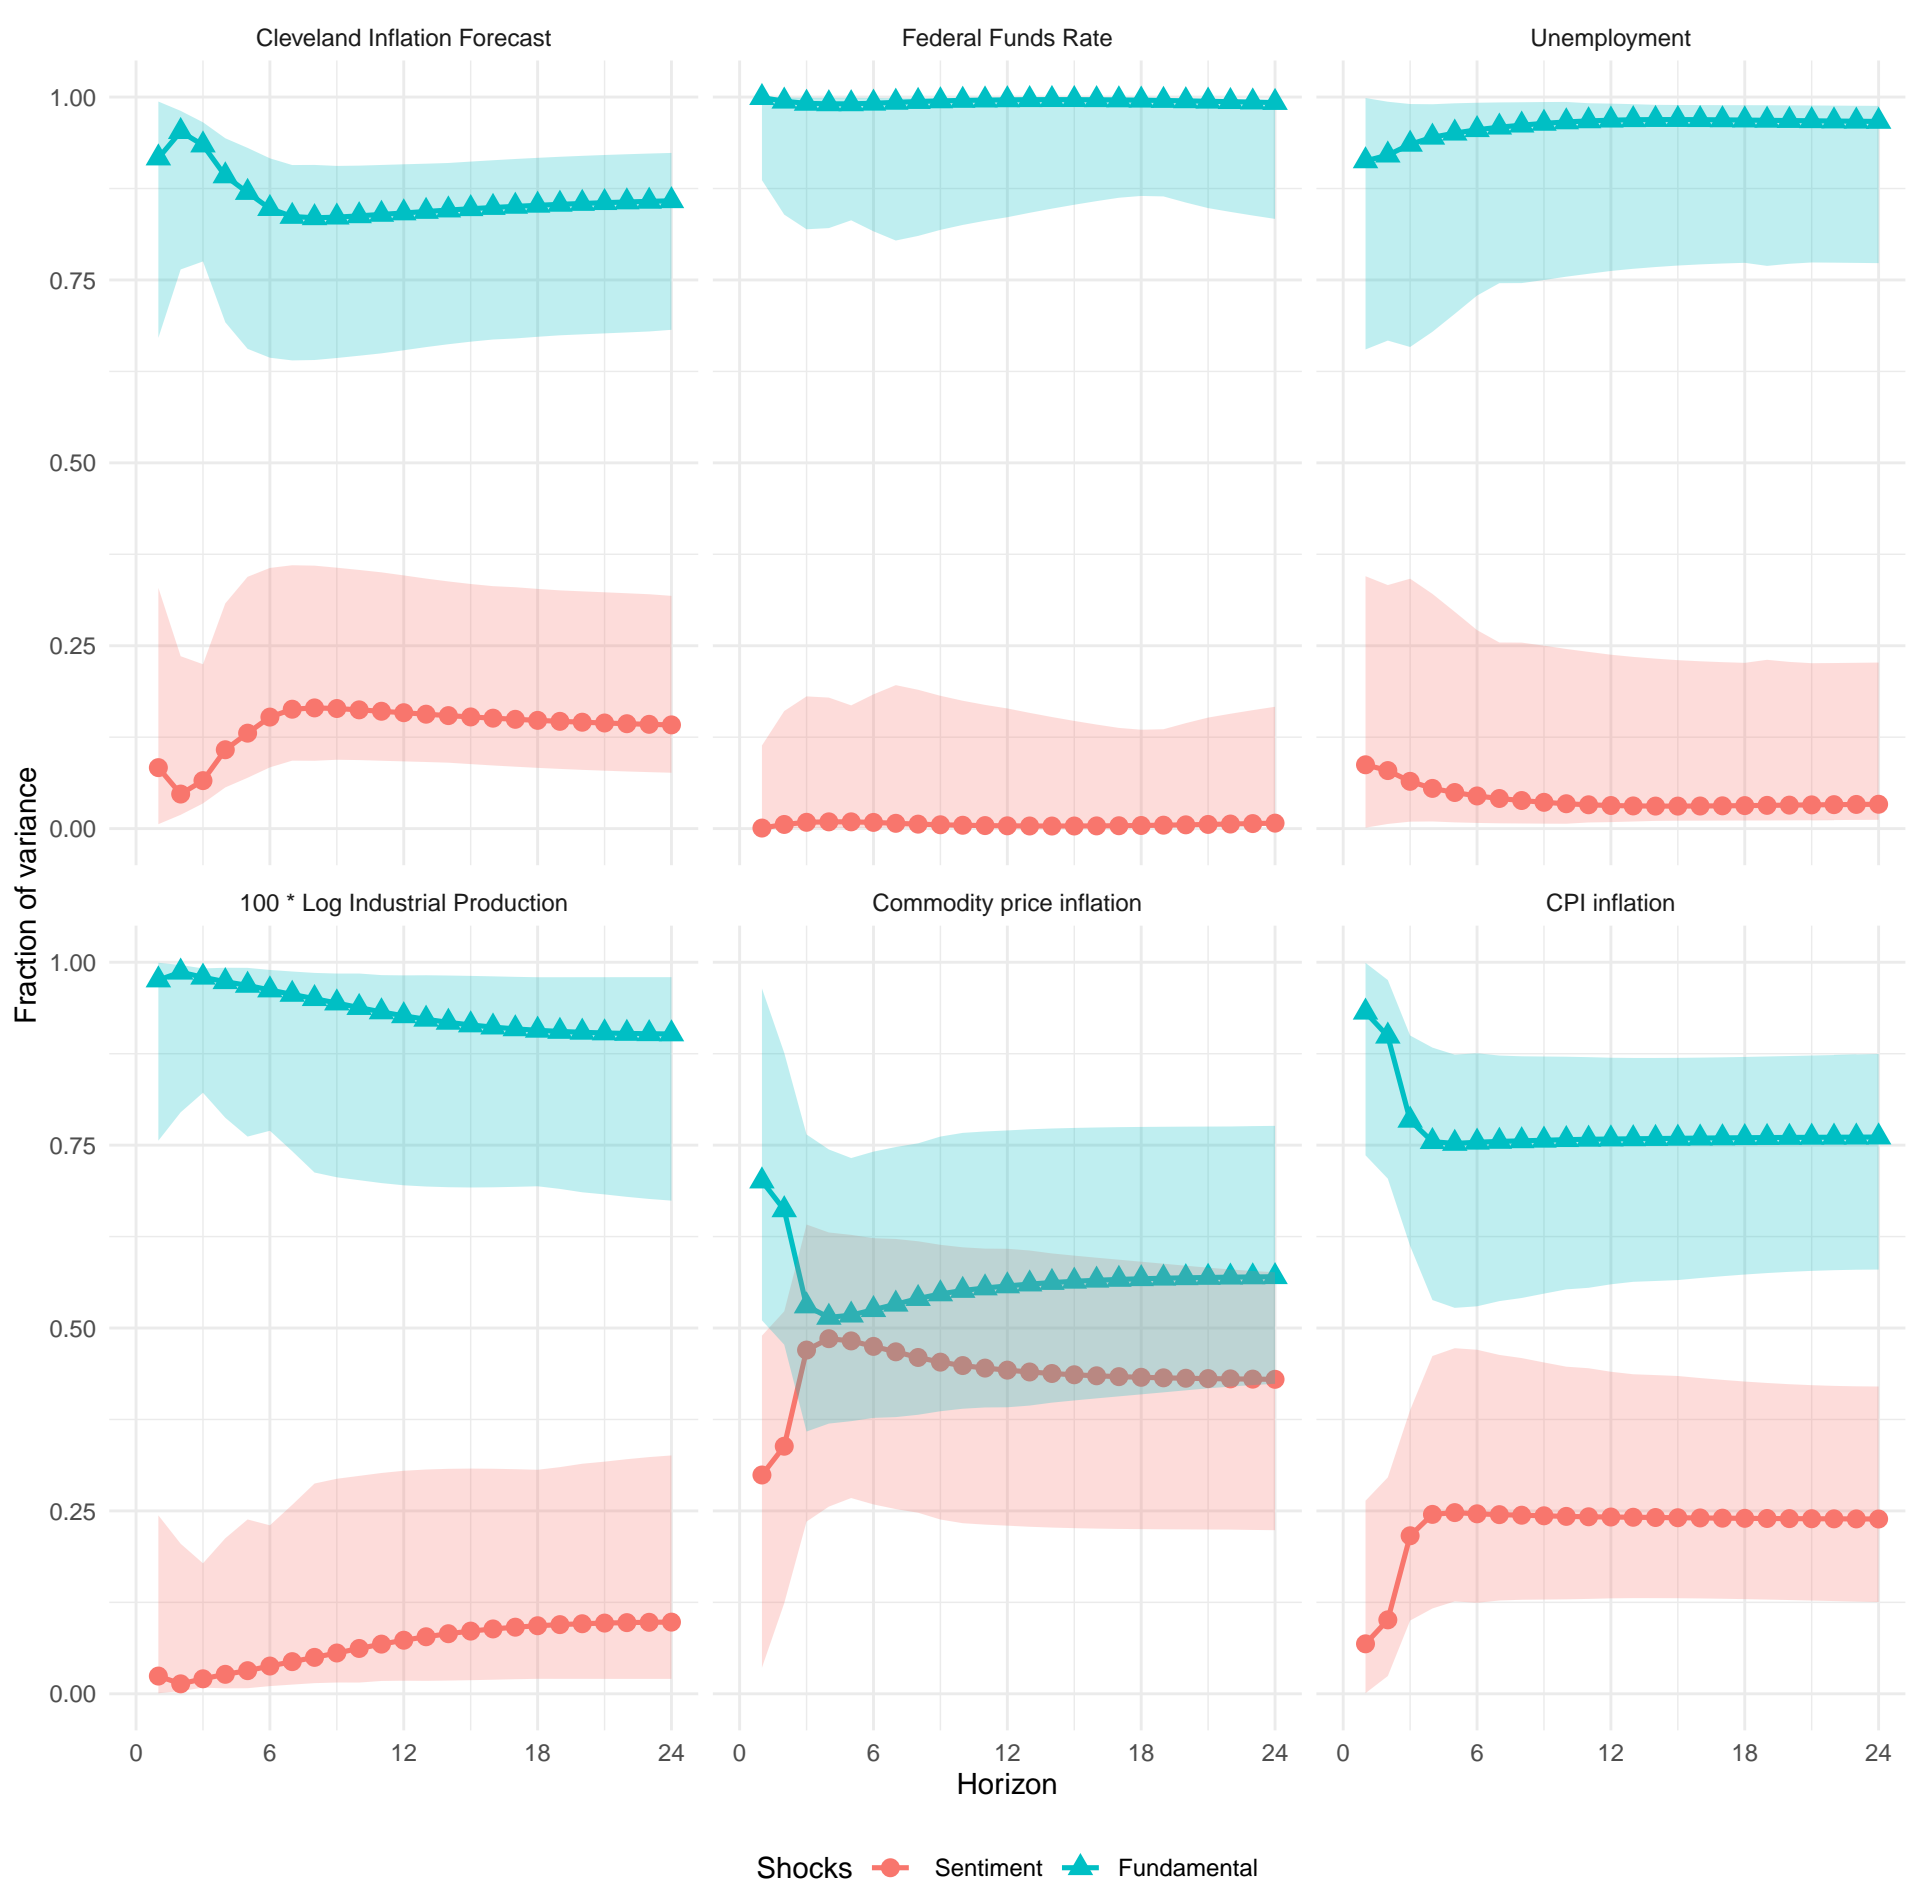 Cleveland Inflation Forecast
Federal Funds Rate
Unemployment
1.00
0.75
0.50
0.25
0.00
Fraction of variance
100 * Log Industrial Production
Commodity price inflation
CPI inflation
1.00
0.75
0.50
0.25
0.00
0 6 12 18 24
0 6 12 18 24
0 6 12 18 24
Horizon
Shocks Sentiment Fundamental